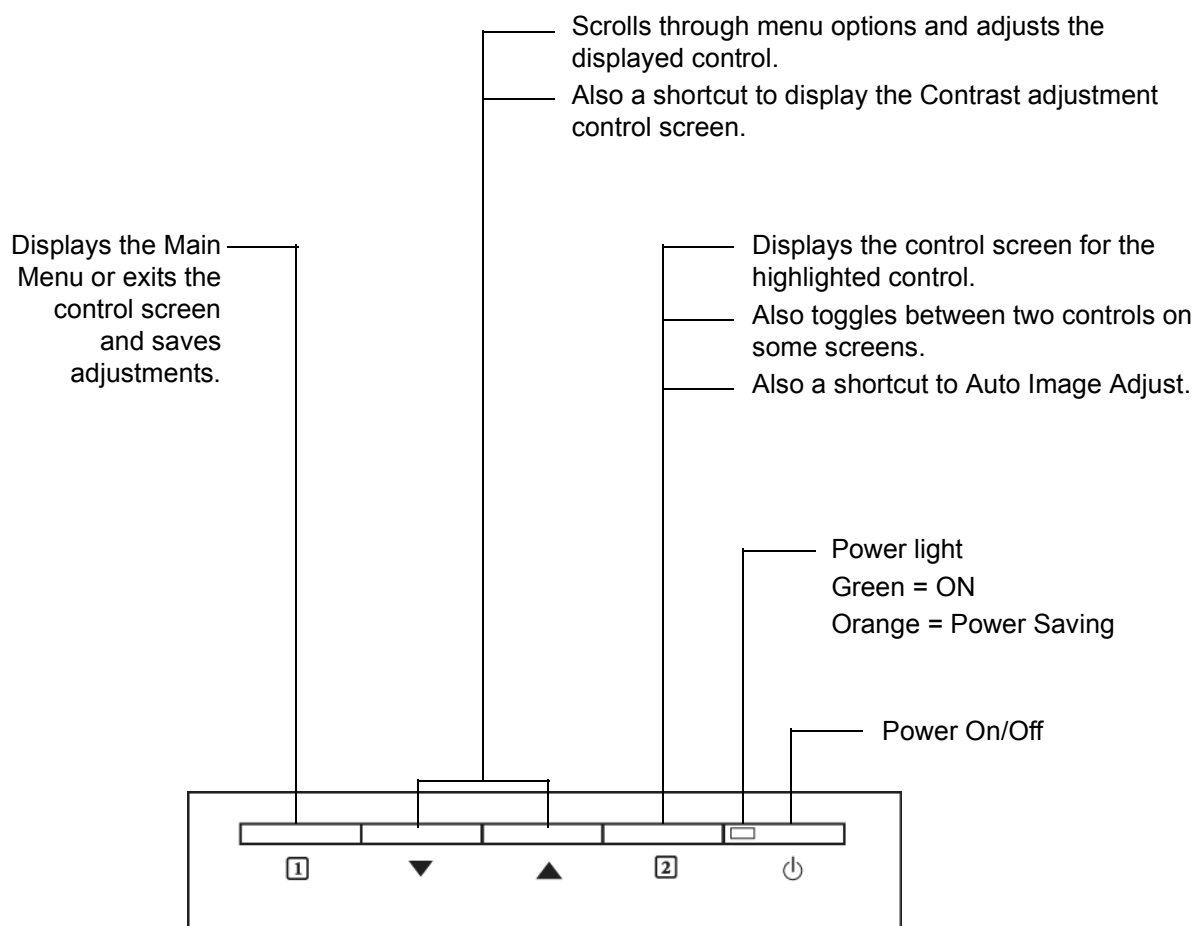 Scrolls through menu options and adjusts the
displayed control.
Also a shortcut to display the Contrast adjustment
control screen.
Displays the Main
Menu or exits the
control screen
and saves
adjustments.
Displays the control screen for the
highlighted control.
Also toggles between two controls on
some screens.
Also a shortcut to Auto Image Adjust.
Power light
Green = ON
Orange = Power Saving
Power On/Off
1
2